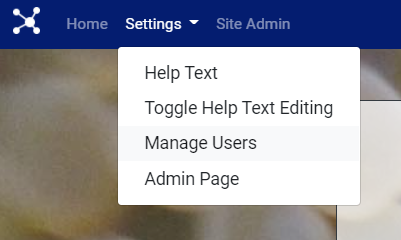 Home Settings Site Admin
Help Text
Toggle Help Text Editing
Manage Users
Admin Page